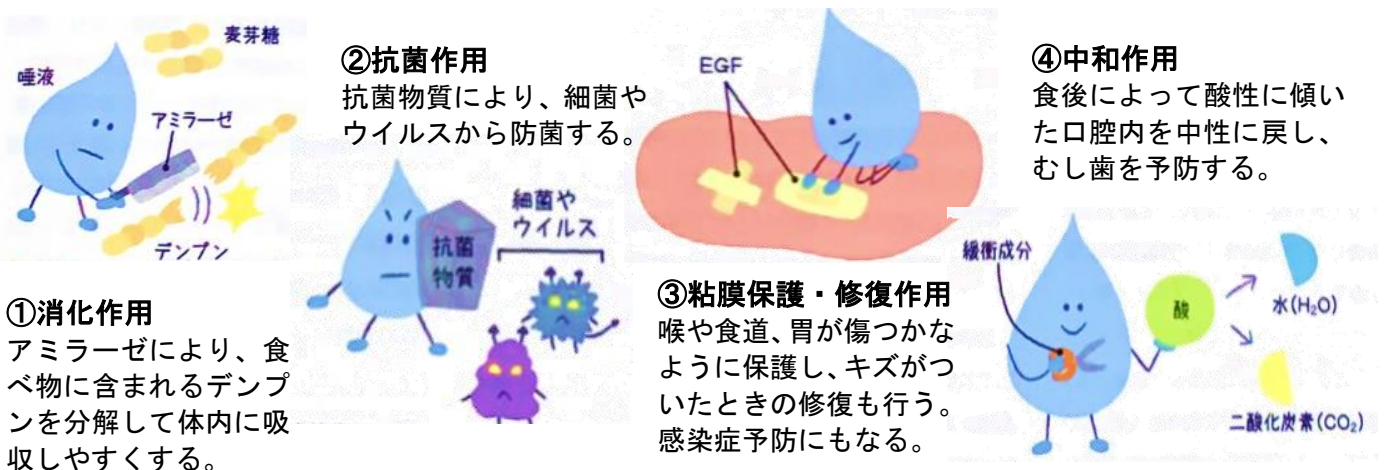 麦芽糖
唾液
アミラーゼ
デンプン
①消化作用
アミラーゼにより、食
べ物に含まれるデンプ
ンを分解して体内に吸
収しやすくする。
②抗菌作用
抗菌物質により、細菌や
ウイルスから防菌する。
抗菌
物質
細菌や
ウイルス
EGF
③粘膜保護・修復作用
喉や食道、胃が傷つかな
ように保護し、キズがつ
いたときの修復も行う。
感染症予防にもなる。
④中和作用
食後によって酸性に傾い
た口腔内を中性に戻し、
むし歯を予防する。
緩衝成分
酸
水(H₂O)
二酸化炭素(CO₂)